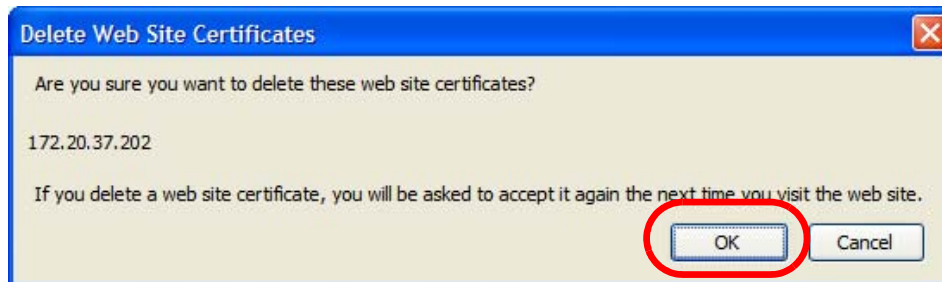 Delete Web Site Certificates
Are you sure you want to delete these web site certificates?
172.20.37.202
If you delete a web site certificate, you will be asked to accept it again the next time you visit the web site.
OK Cancel